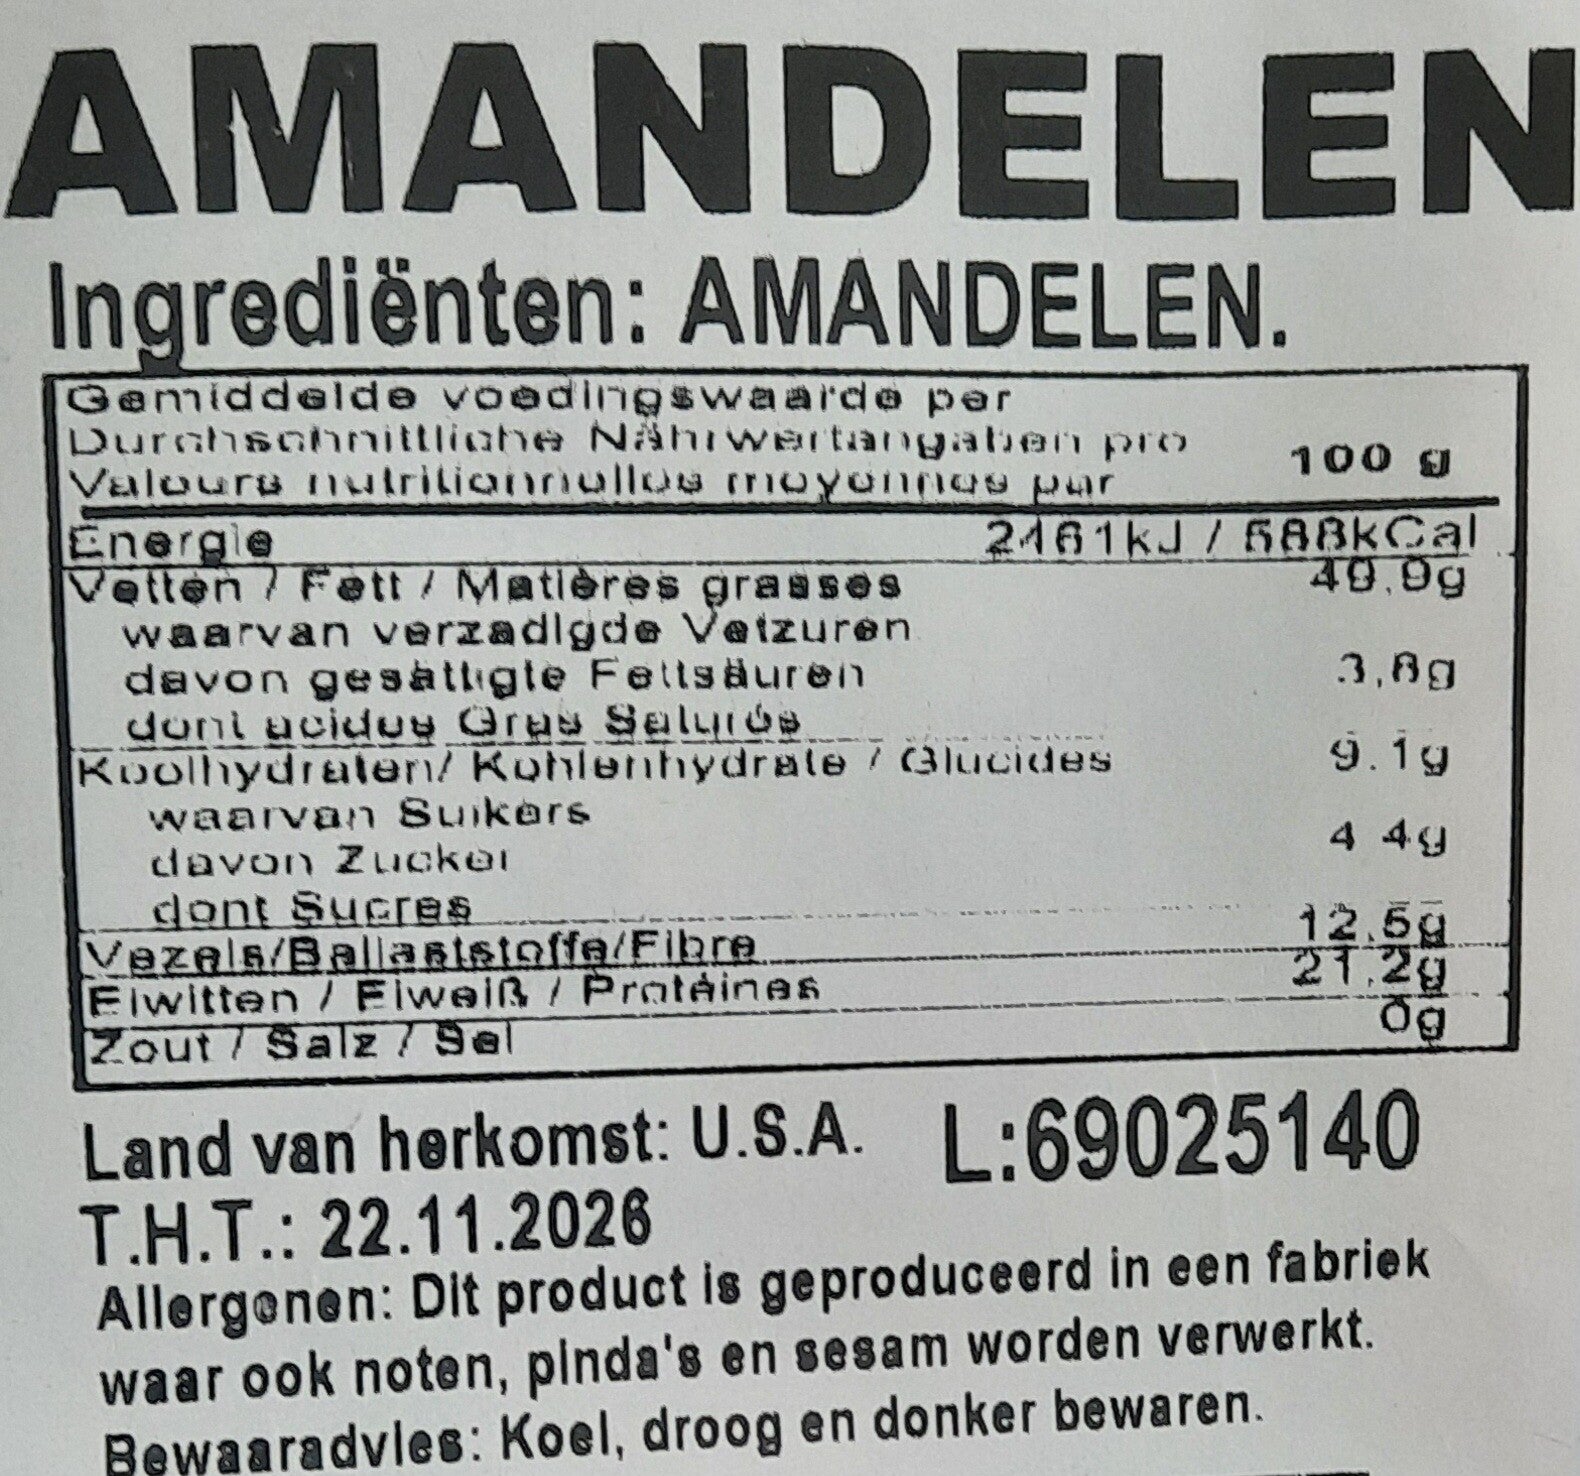 AMANDELEN
Ingrediënten: AMANDELEN.
Gemiddelde voedingswaarde per
Durchschnittliche Nährwertangaben pro
100 g
Valeurs nutritionnelles moyennes par
Energie 2461kJ / 588kCal
Vetten / Fett / Matières grasses 49.9g
waarvan verzadigde Vetzuren
davon gesättigte Fettsäuren 3,8g
dont acides Gras Saturés
Koolhydraten/ Kohlenhydrate / Glucides 9.1g
waarvan Suikers
davon Zucker 4 4g
dont Sucres
Vezels/Ballaststoffe/Fibre 12,5g
Eiwitten / Eiweiß / Protéines 21,2g
Zout / Salz / Sel 0g
Land van herkomst: U.S.A. L:69025140
T.H.T.: 22.11.2026
Allergenen: Dit product is geproduceerd in een fabriek
waar ook noten, pinda's en sesam worden verwerkt.
Bewaaradvies: Koel, droog en donker bewaren.